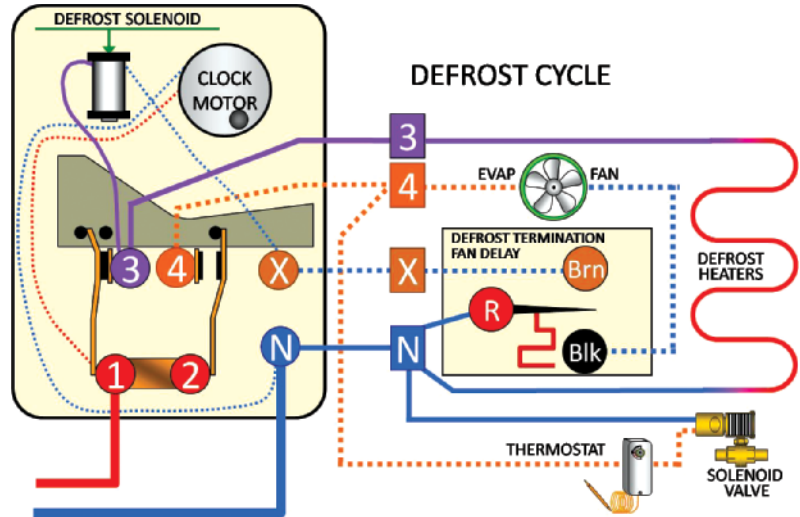 DEFROST SOLENOID
CLOCK
MOTOR
DEFROST CYCLE
3
4
EVAP FAN
3
4
X
X
DEFROST TERMINATION
FAN DELAY
Brn
DEFROST
HEATERS
R
N
N
Blk
1
2
THERMOSTAT
SOLENOID
VALVE